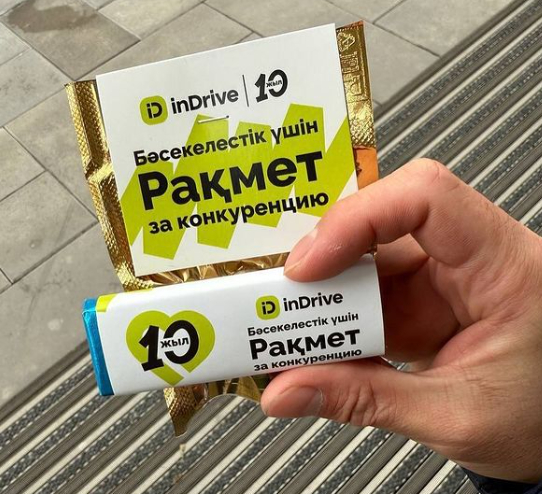 inDrive | 10 жыл
Бәсекелестік үшін
Рақмет
за конкуренцию
inDrive
10 жыл
Бәсекелестік үшін
Рақмет
за конкуренцию